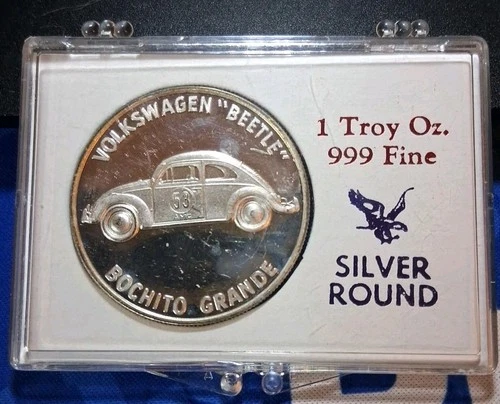 VOLKSWAGEN "BEETLE"
53
BOCHITO GRANDE
1 Troy Oz.
999 Fine
SILVER
ROUND